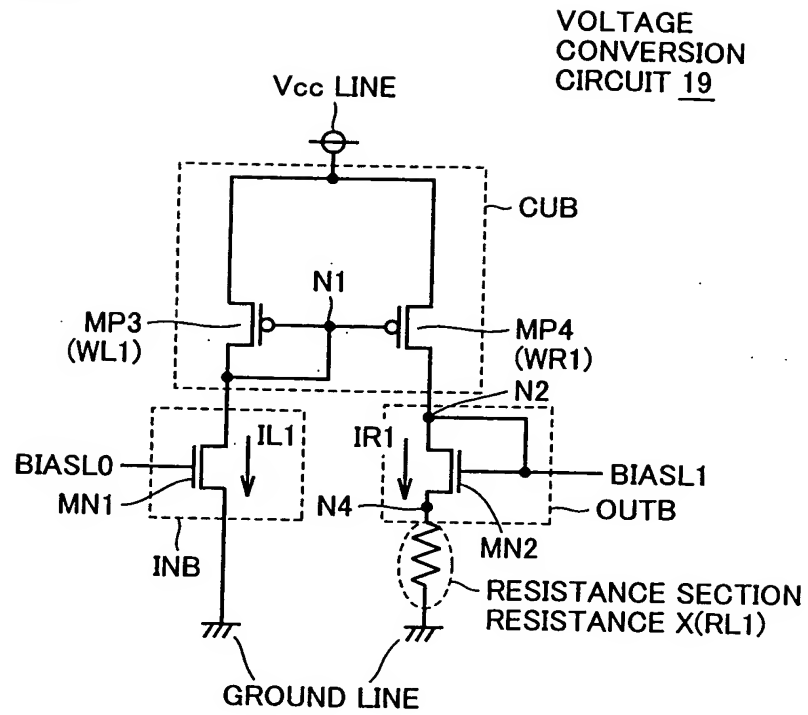 VOLTAGE
CONVERSION
CIRCUIT 19
Vcc LINE
CUB
N1
MP3
(WL1)
MP4
(WR1)
N2
IL1
IR1
BIASL0
BIASL1
MN1
N4
OUTB
INB
MN2
RESISTANCE SECTION
RESISTANCE X(RL1)
GROUND LINE